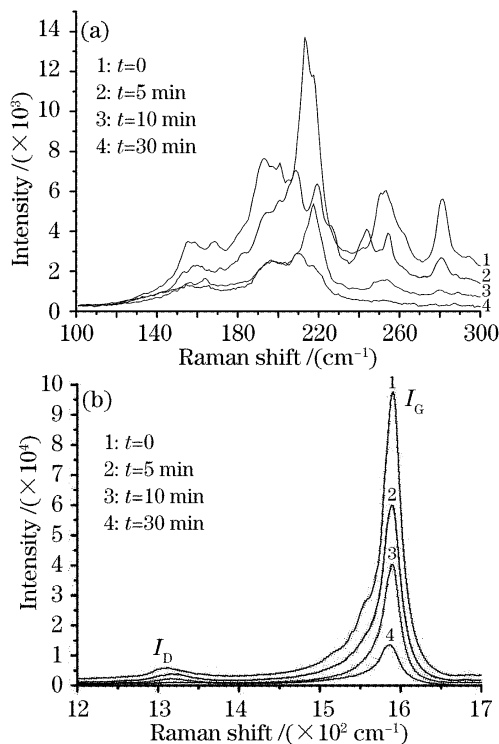 (a)
14
12
10
8
6
4
2
0
Intensity /(×10³)
1: t=0
2: t=5 min
3: t=10 min
4: t=30 min
1
2
3
4
100 140 180 220 260 300
Raman shift /(cm⁻¹)
(b)
10
9
8
7
6
5
4
3
2
1
0
Intensity /(×10⁴)
1: t=0
2: t=5 min
3: t=10 min
4: t=30 min
1
I_G
2
3
4
I_D
12 13 14 15 16 17
Raman shift /(×10² cm⁻¹)